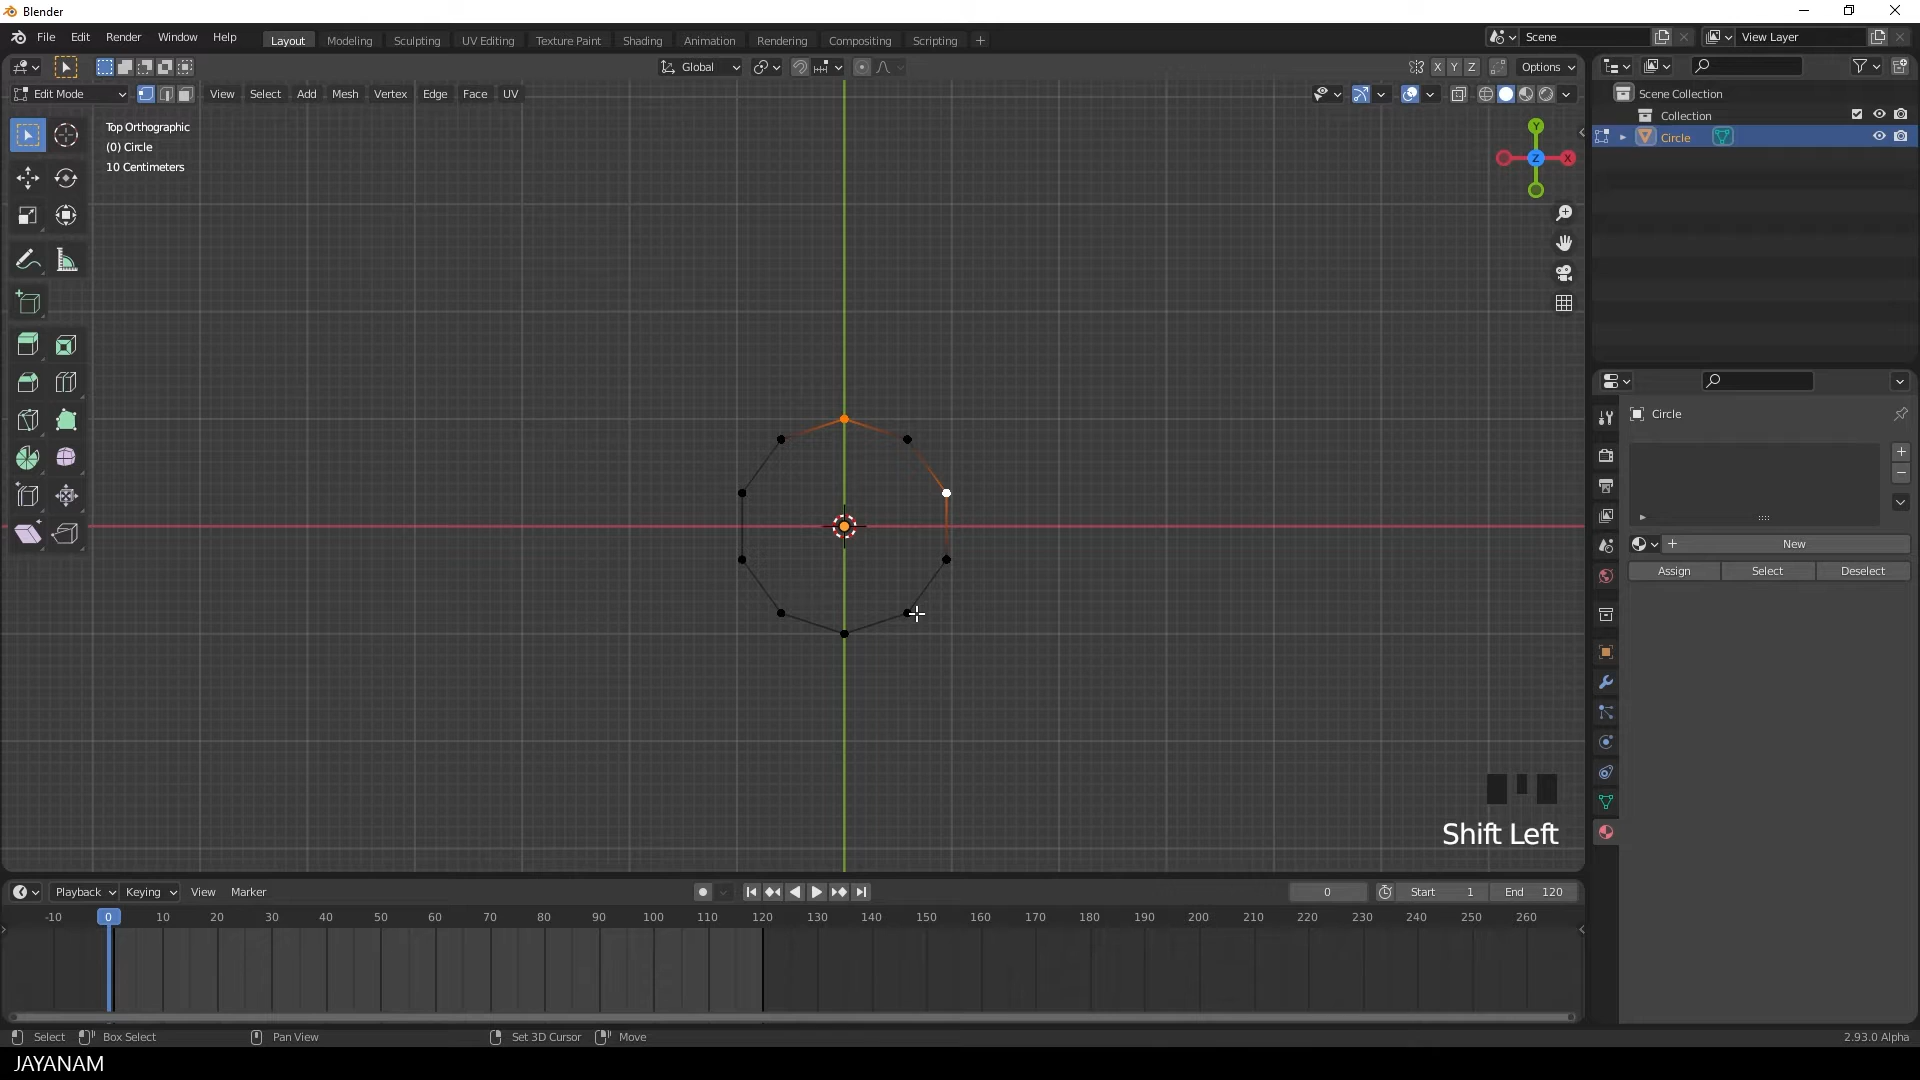 Blender
File Edit Render Window Help
Layout Modeling Sculpting UV Editing Texture Paint Shading Animation Rendering Compositing Scripting +
Scene
View Layer
Global
X Y Z
Options
Edit Mode
View Select Add Mesh Vertex Edge Face UV
Scene Collection
Collection
Circle
Top Orthographic
(0) Circle
10 Centimeters
Y
Z
X
Circle
New
Assign Select Deselect
Shift Left
Playback Keying View Marker
0
Start 1
End 120
-10 0 10 20 30 40 50 60 70 80 90 100 110 120 130 140 150 160 170 180 190 200 210 220 230 240 250 260
Select Box Select Pan View Set 3D Cursor Move
2.93.0 Alpha
JAYANAM